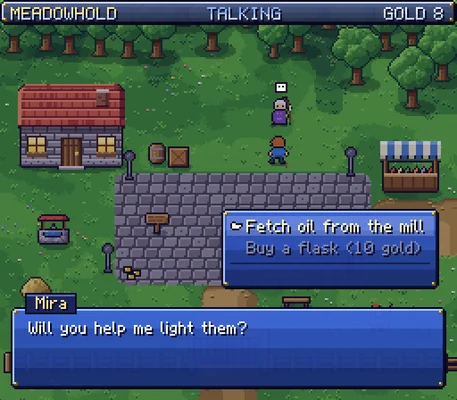 MEADOWHOLD TALKING GOLD 8
Fetch oil from the mill
Buy a flask (10 gold)
Mira
Will you help me light them?